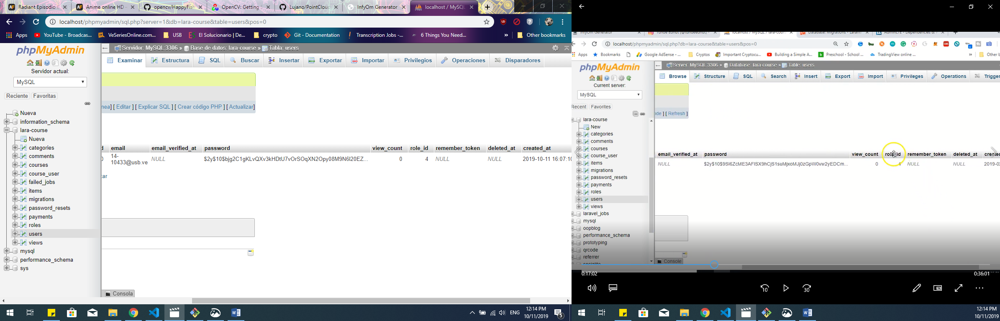 Radiant Episodio 8
Anime online HD -
opencv/HappyFis
OpenCV: Getting S
Lujano/PointCloud
InfyOm Generator
localhost / MySQL
localhost/phpmyadmin/sql.php?server=1&db=lara-course&table=users&pos=0
Apps
YouTube - Broadcas...
VeSeriesOnline.com...
USB
El Solucionario | De...
crypto
Git - Documentation
Transcription Jobs -...
6 Things You Need...
»
Other bookmarks
phpMyAdmin
Servidor actual:
MySQL
Reciente
Favoritas
Nueva
information_schema
lara-course
Nueva
categories
comments
courses
course_user
failed_jobs
items
migrations
password_resets
payments
roles
users
views
mysql
performance_schema
sys
Servidor: MySQL:3306 » Base de datos: lara-course » Tabla: users
Examinar
Estructura
SQL
Buscar
Insertar
Exportar
Importar
Privilegios
Operaciones
Disparadores
nea] [ Editar ] [ Explicar SQL ] [ Crear código PHP ] [ Actualizar]
email email_verified_at password view_count role_id remember_token deleted_at created_at
14-10433@usb.ve NULL $2y$10$bjg2C1gKLvQXv3kHDtU7vOrSOqXN2Opy08M9N6I20EZ... 0 4 NULL NULL 2019-10-11 16:07:10
tar
Consola
ENG
12:14 PM
10/11/2019
5
InfyOm Generator
Tunde Ednut (@tundeednut) •
localhost / MySQL / lara-cours
Database: Migrations - Laravel
AdminLTE - Dependencies &
localhost/phpmyadmin/sql.php?db=lara-course&table=users&pos=0
Apps
Bookmarks
Google AdSense - ...
Cryptos
Important Cryptocu...
Building a Simple A...
Preschool - School ...
TradingView online ...
»
Other b
phpMyAdmin
Current server:
MySQL
Recent
Favorites
lara-course
New
categories
comments
courses
course_user
items
migrations
password_resets
payments
roles
users
views
laravel_jobs
mysql
oopblog
performance_schema
prototyping
qrcode
referrer
socialite
Server: MySQL:3306 » Database: lara-course » Table: users
Browse
Structure
SQL
Search
Insert
Export
Import
Privileges
Operations
Trigger
ode ] [ Refresh ]
email_verified_at password view_count role_id remember_token deleted_at created
NULL $2y$10$9SI6ZcME3AFISX9hCjS1suMjxoMJj0zGpW0vw2yEDCm... 0 4 NULL NULL 2019-02
Console
0:17:02
0:36:01
10
30
12:14 PM
10/11/2019